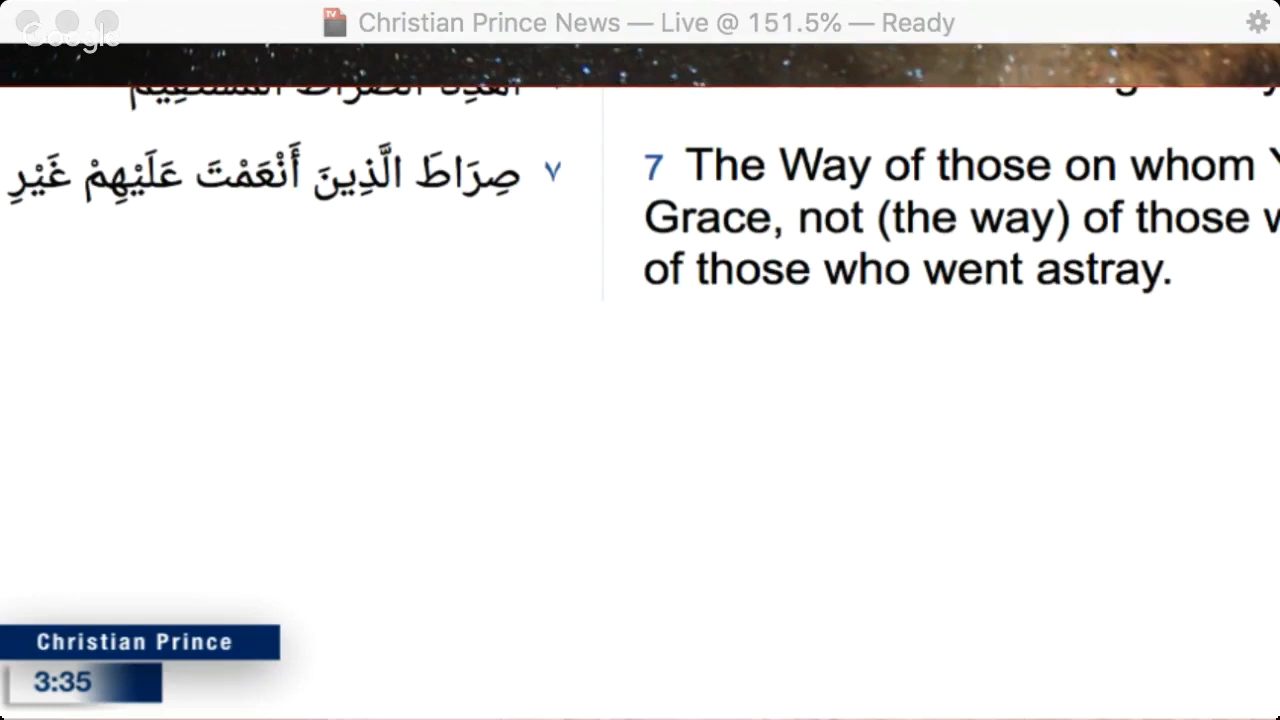 Christian Prince News — Live @ 151.5% — Ready
Google
صِرَاطَ الَّذِينَ أَنْعَمْتَ عَلَيْهِمْ غَيْرِ ٧
7 The Way of those on whom
Grace, not (the way) of those
of those who went astray.
Christian Prince
3:35